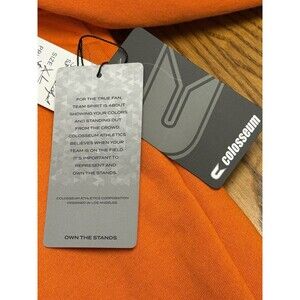 SIZE: XL
FOR THE TRUE FAN,
TEAM SPIRIT IS ABOUT
SHOWING YOUR COLORS
AND STANDING OUT
FROM THE CROWD.
COLOSSEUM ATHLETICS
BELIEVES WHEN YOUR
TEAM IS ON THE FIELD,
IT'S IMPORTANT TO
REPRESENT AND
OWN THE STANDS.
COLOSSEUM ATHLETICS CORPORATION
DESIGNED IN LOS ANGELES
OWN THE STANDS
colosseum